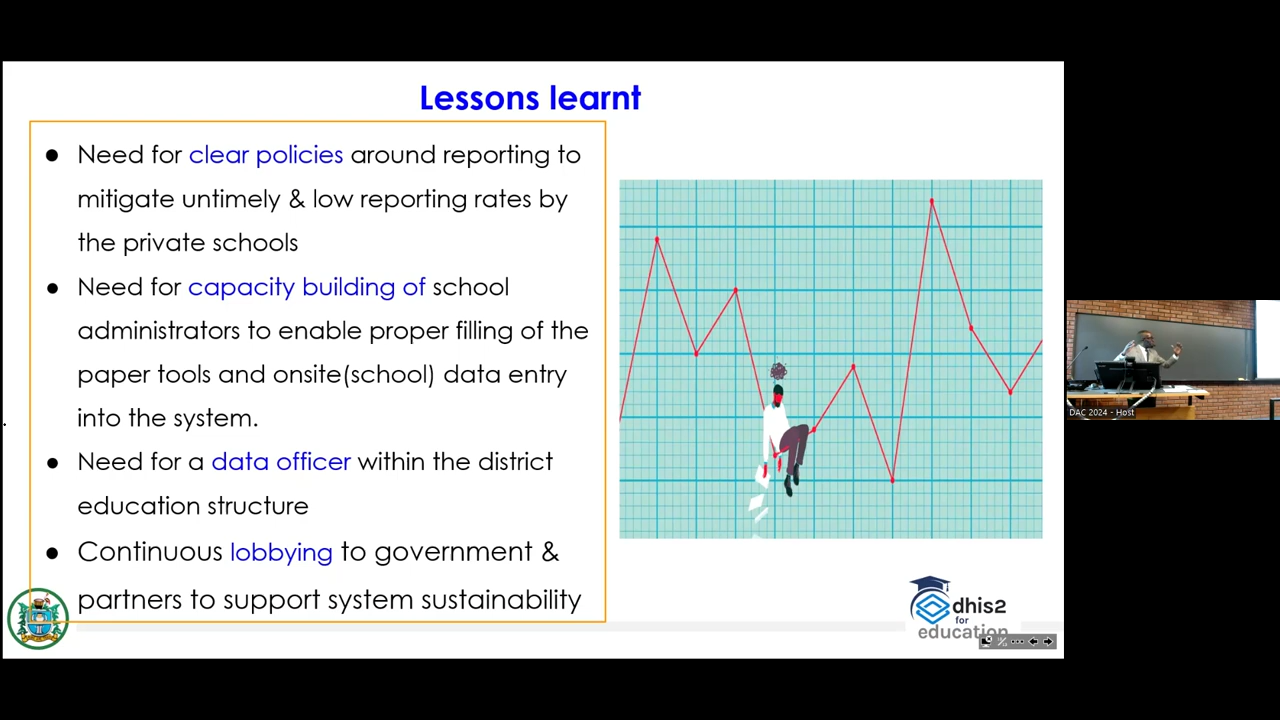 Lessons learnt
● Need for clear policies around reporting to
mitigate untimely & low reporting rates by
the private schools
● Need for capacity building of school
administrators to enable proper filling of the
paper tools and onsite(school) data entry
into the system.
● Need for a data officer within the district
education structure
● Continuous lobbying to government &
partners to support system sustainability
dhis2
for
education
DAC 2024 - Host